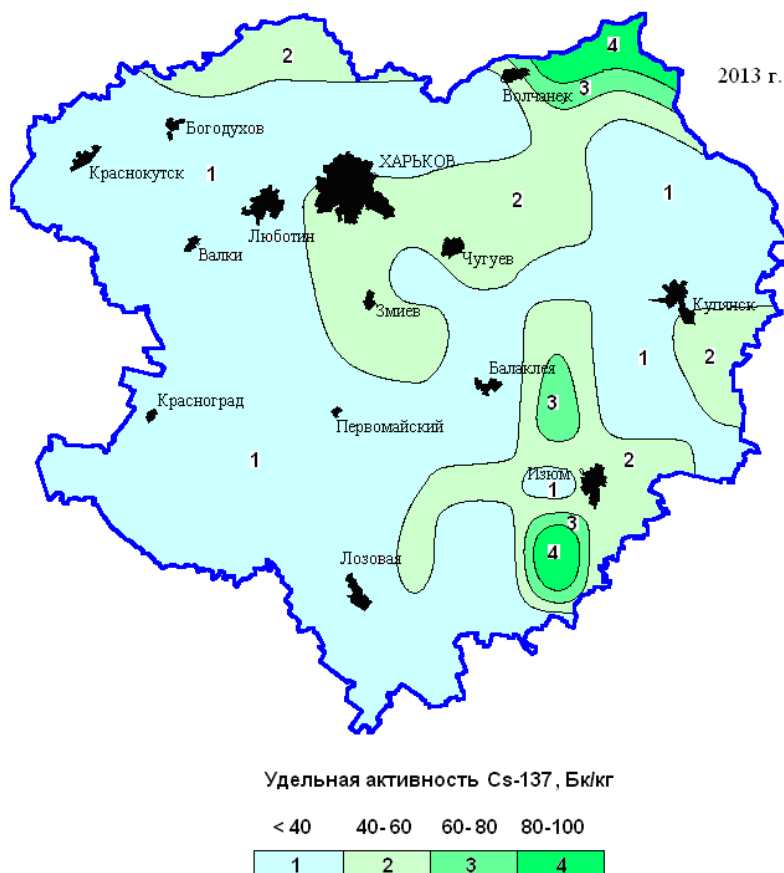 4
2
2013 г.
3
Волчанек
Богодухов
ХАРЬКОВ
Краснокутск
1
1
2
Люботин
Валки
Чугуев
Змиев
Купянск
2
1
Балаклея
3
Красноград
Первомайский
1
2
Изюм
1
3
4
Лозовая
Удельная активность Cs-137, Бк/кг
< 40 40-60 60-80 80-100
1 2 3 4